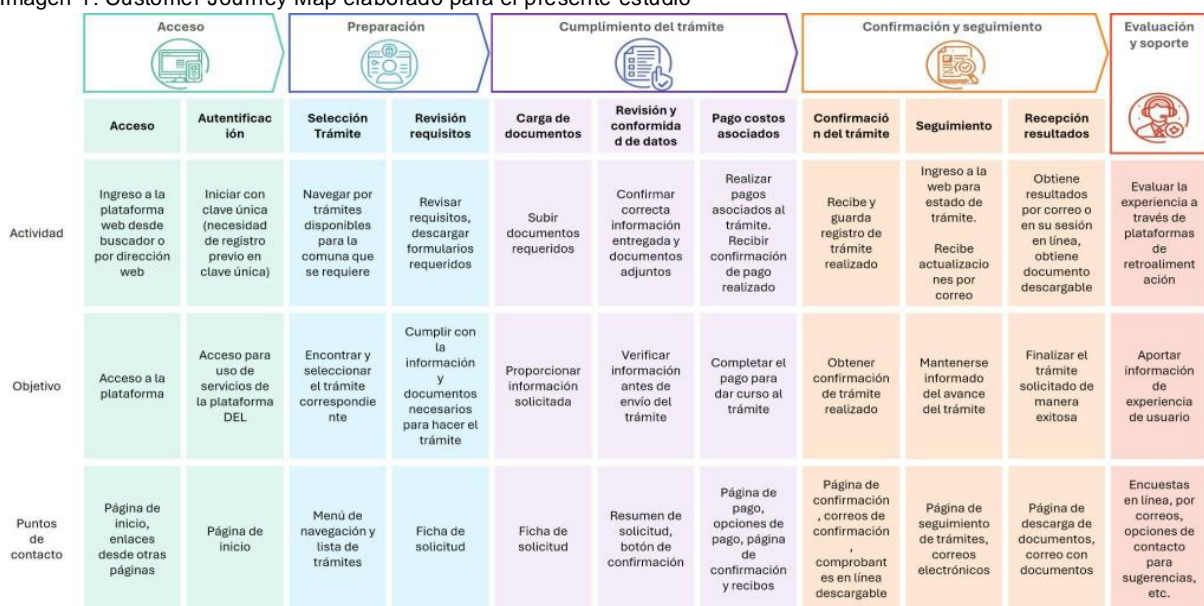 Imagen 1: Customer Journey Map elaborado para el presente estudio
Acceso
Preparación
Cumplimiento del trámite
Confirmación y seguimiento
Evaluación
y soporte
Acceso
Autentificac
ión
Selección
Trámite
Revisión
requisitos
Carga de
documentos
Revisión y
conformida
d de datos
Pago costos
asociados
Confirmació
n del trámite
Seguimiento
Recepción
resultados
Actividad
Ingreso a la
plataforma
web desde
buscador o
por dirección
web
Iniciar con
clave única
(necesidad
de registro
previo en
clave única)
Navegar por
trámites
disponibles
para la
comuna que
se requiere
Revisar
requisitos,
descargar
formularios
requeridos
Subir
documentos
requeridos
Confirmar
correcta
información
entregada y
documentos
adjuntos
Realizar
pagos
asociados al
trámite.
Recibir
confirmación
de pago
realizado
Recibe y
guarda
registro de
trámite
realizado
Ingreso a la
web para
estado de
trámite.
Recibe
actualizacio
nes por
correo
Obtiene
resultados
por correo o
en su sesión
en línea,
obtiene
documento
descargable
Evaluar la
experiencia a
través de
plataformas
de
retroaliment
ación
Objetivo
Acceso a la
plataforma
Acceso para
uso de
servicios de
la plataforma
DEL
Encontrar y
seleccionar
el trámite
correspondie
nte
Cumplir con
la
información
y
documentos
necesarios
para hacer el
trámite
Proporcionar
información
solicitada
Verificar
información
antes de
envío del
trámite
Completar el
pago para
dar curso al
trámite
Obtener
confirmación
de trámite
realizado
Mantenerse
informado
del avance
del trámite
Finalizar el
trámite
solicitado de
manera
exitosa
Aportar
información
de
experiencia
de usuario
Puntos
de
contacto
Página de
inicio,
enlaces
desde otras
páginas
Página de
inicio
Menú de
navegación y
lista de
trámites
Ficha de
solicitud
Ficha de
solicitud
Resumen de
solicitud,
botón de
confirmación
Página de
pago,
opciones de
pago, página
de
confirmación
y recibos
Página de
confirmación
, correos de
confirmación
,
comprobant
es en línea
descargable
Página de
seguimiento
de trámites,
correos
electrónicos
Página de
descarga de
documentos,
correo con
documentos
Encuestas
en línea, por
correos,
opciones de
contacto
para
sugerencias,
etc.